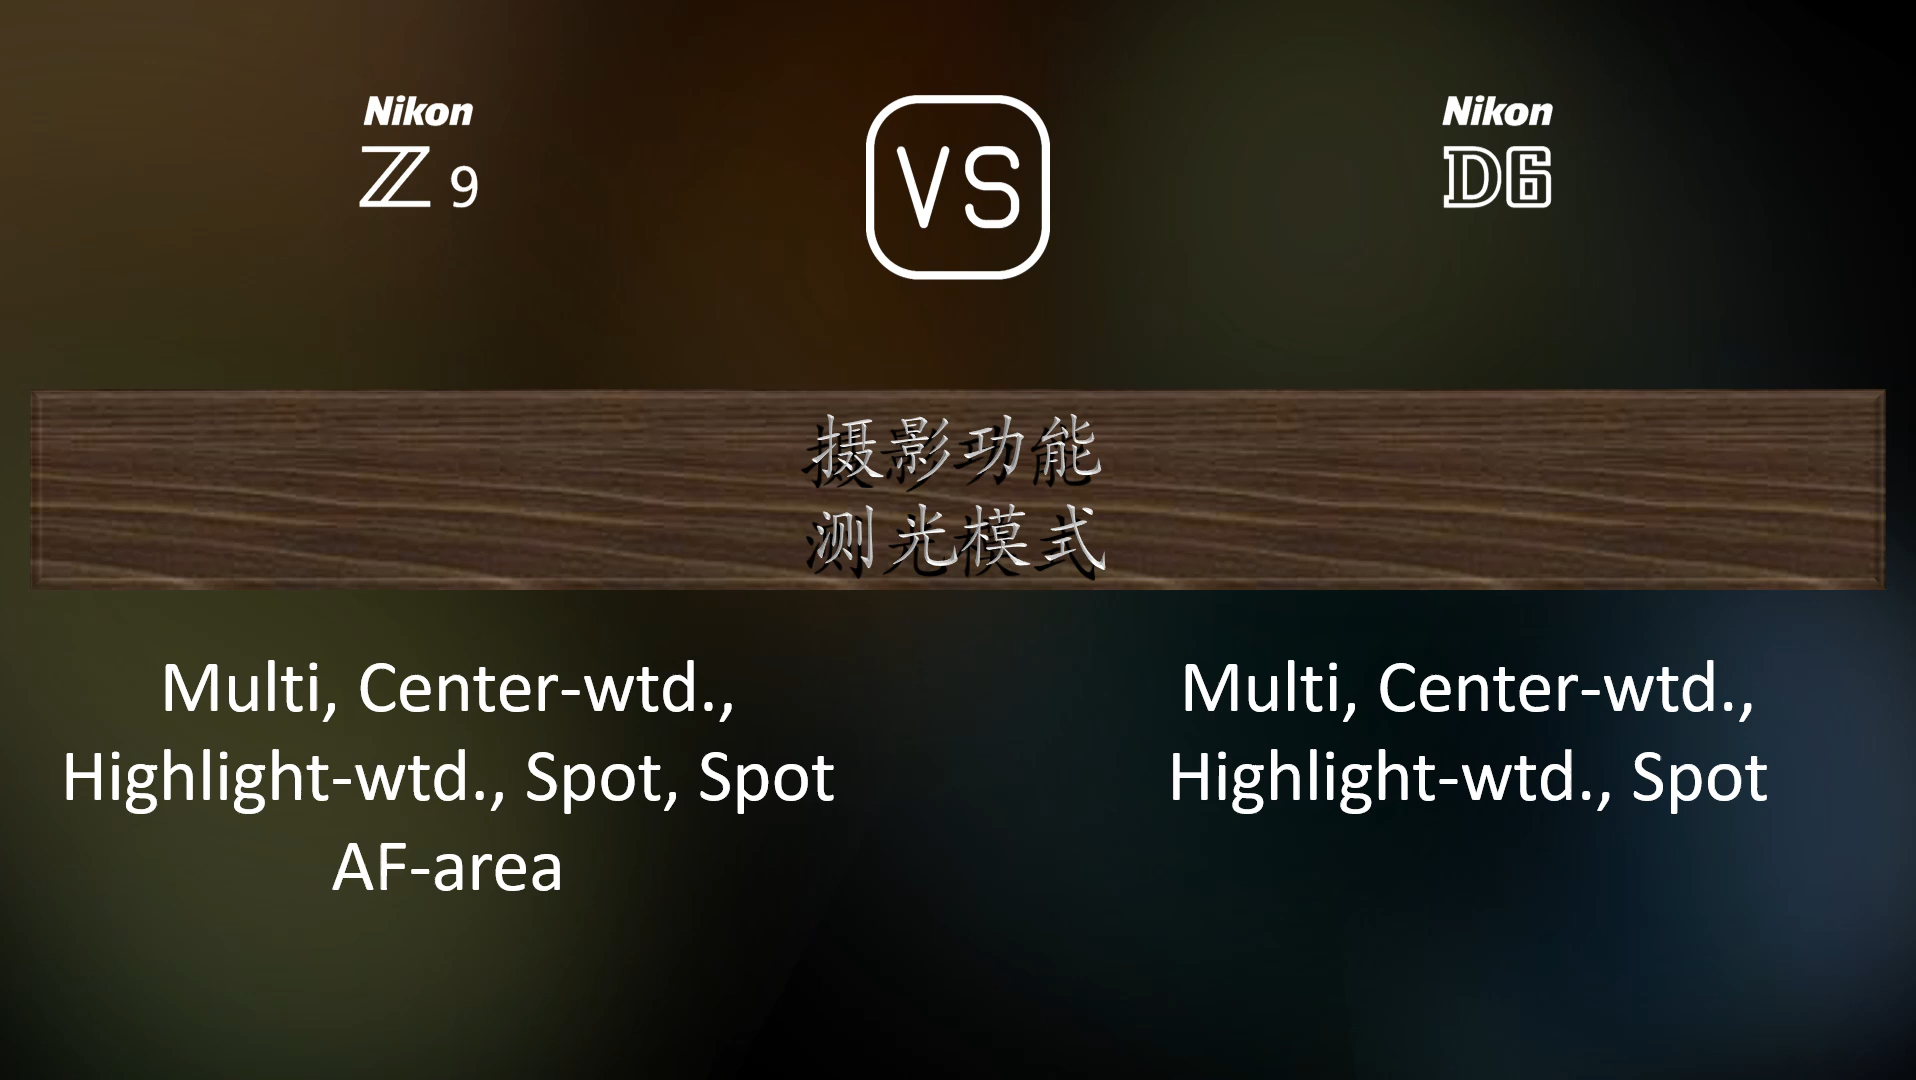 Nikon
Z 9
VS
Nikon
D6
摄影功能
测光模式
Multi, Center-wtd.,
Highlight-wtd., Spot, Spot
AF-area
Multi, Center-wtd.,
Highlight-wtd., Spot